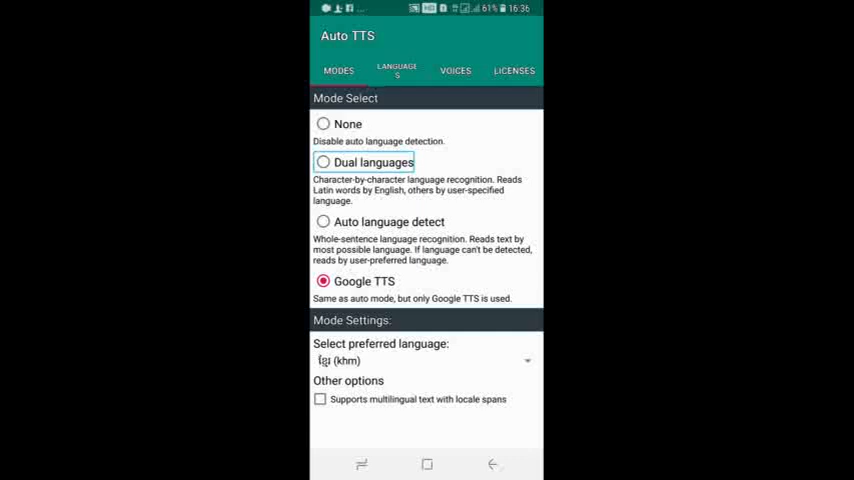 61% 16:36
Auto TTS
MODES
LANGUAGE
S
VOICES
LICENSES
Mode Select
None
Disable auto language detection.
Dual languages
Character-by-character language recognition. Reads
Latin words by English, others by user-specified
language.
Auto language detect
Whole-sentence language recognition. Reads text by
most possible language. If language can't be detected,
reads by user-preferred language.
Google TTS
Same as auto mode, but only Google TTS is used.
Mode Settings:
Select preferred language:
ខ្មែរ (khm)
Other options
Supports multilingual text with locale spans